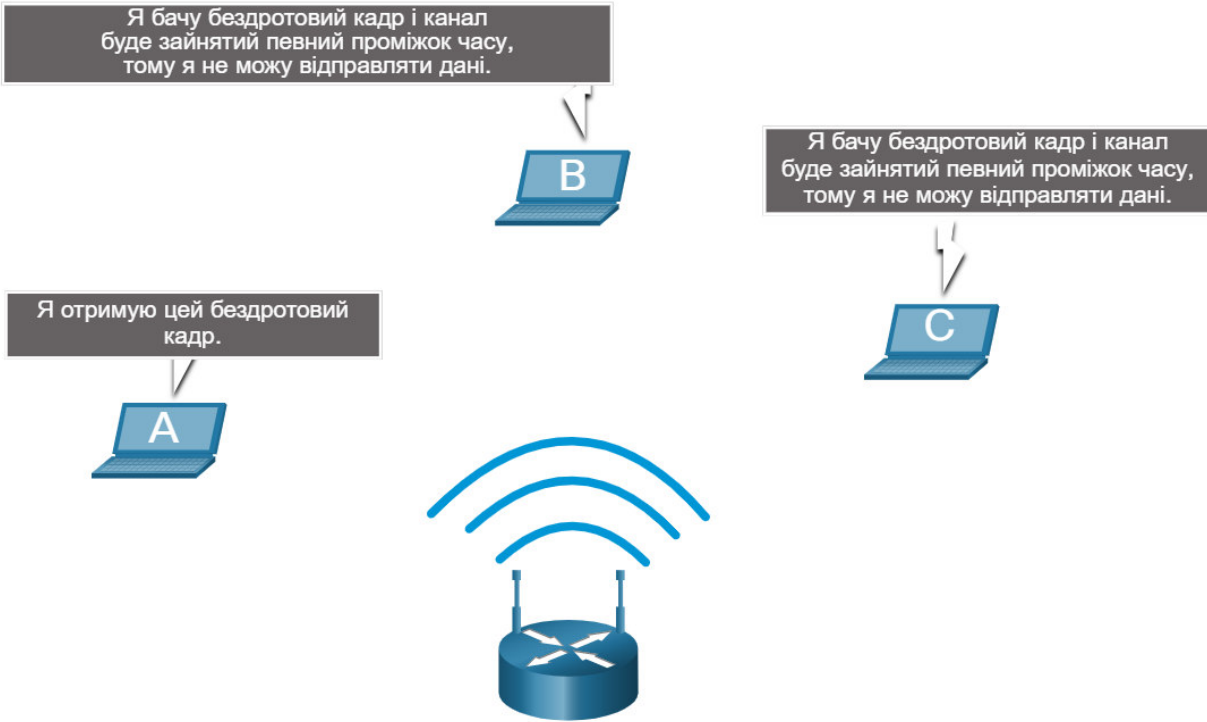 Я бачу бездротовий кадр і канал
буде зайнятий певний проміжок часу,
тому я не можу відправляти дані.
B
Я бачу бездротовий кадр і канал
буде зайнятий певний проміжок часу,
тому я не можу відправляти дані.
C
Я отримую цей бездротовий
кадр.
A